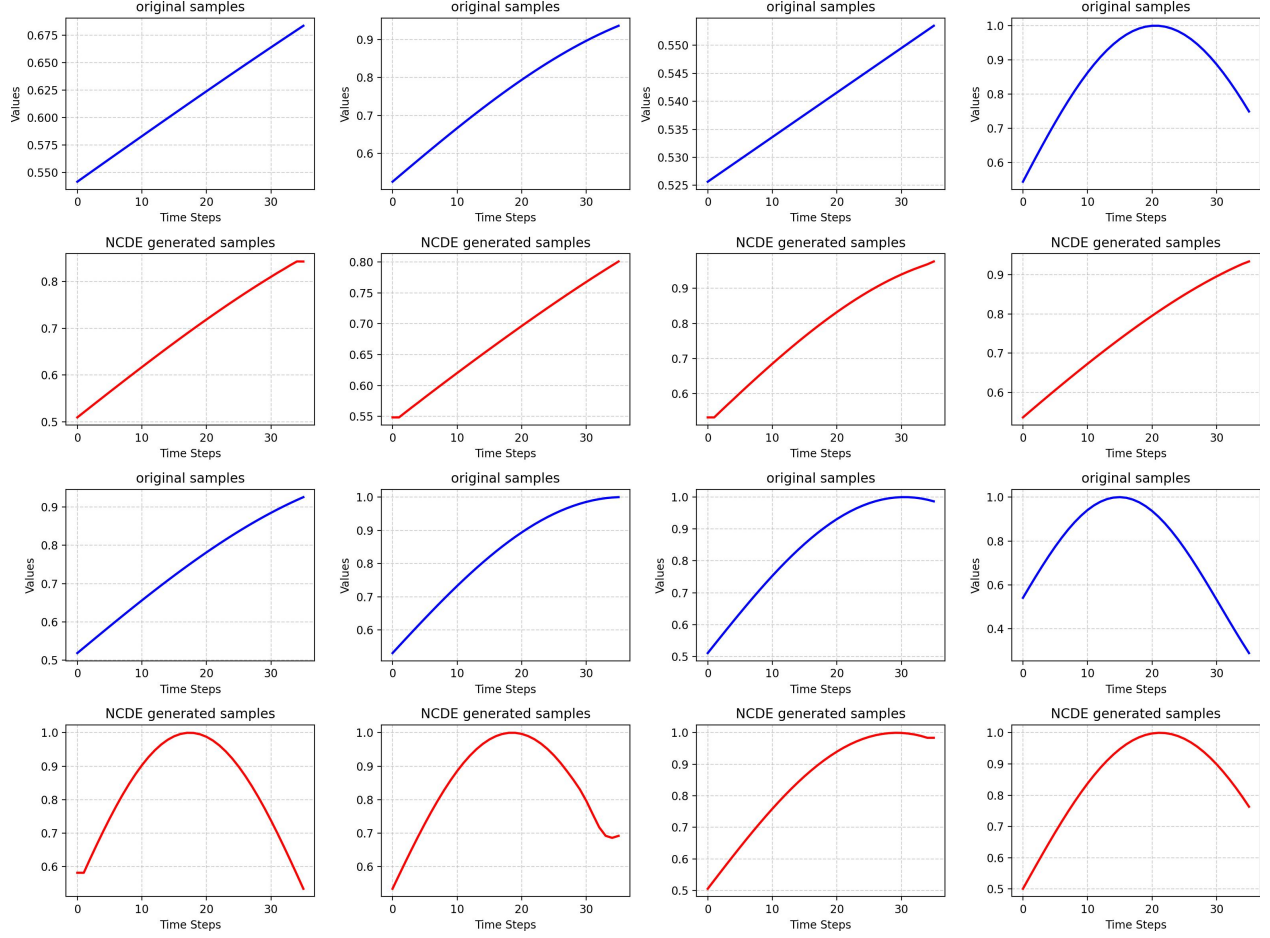 original samples
original samples
original samples
original samples
Values
0.675
0.650
0.625
0.600
0.575
0.550
0 10 20 30
Time Steps
Values
0.9
0.8
0.7
0.6
0 10 20 30
Time Steps
Values
0.550
0.545
0.540
0.535
0.530
0.525
0 10 20 30
Time Steps
Values
1.0
0.9
0.8
0.7
0.6
0 10 20 30
Time Steps
NCDE generated samples
NCDE generated samples
NCDE generated samples
NCDE generated samples
0.8
0.7
0.6
0.5
0 10 20 30
Time Steps
0.80
0.75
0.70
0.65
0.60
0.55
0 10 20 30
Time Steps
0.9
0.8
0.7
0.6
0 10 20 30
Time Steps
0.9
0.8
0.7
0.6
0 10 20 30
Time Steps
original samples
original samples
original samples
original samples
Values
0.9
0.8
0.7
0.6
0.5
0 10 20 30
Time Steps
Values
1.0
0.9
0.8
0.7
0.6
0 10 20 30
Time Steps
Values
1.0
0.9
0.8
0.7
0.6
0.5
0 10 20 30
Time Steps
Values
1.0
0.8
0.6
0.4
0 10 20 30
Time Steps
NCDE generated samples
NCDE generated samples
NCDE generated samples
NCDE generated samples
1.0
0.9
0.8
0.7
0.6
0 10 20 30
Time Steps
1.0
0.9
0.8
0.7
0.6
0 10 20 30
Time Steps
1.0
0.9
0.8
0.7
0.6
0.5
0 10 20 30
Time Steps
1.0
0.9
0.8
0.7
0.6
0.5
0 10 20 30
Time Steps